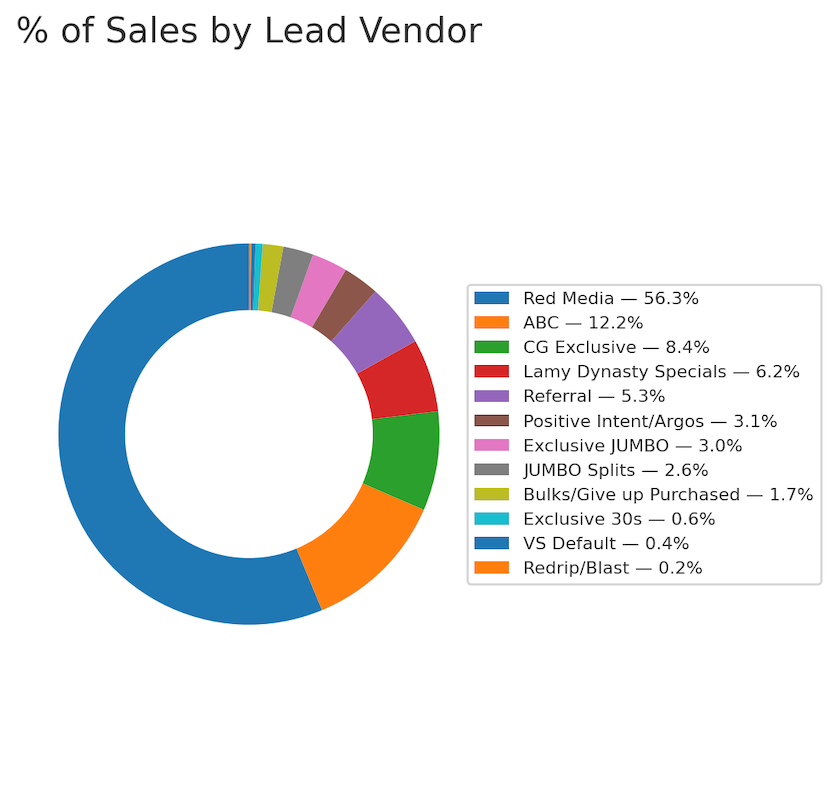 % of Sales by Lead Vendor
Red Media — 56.3%
ABC — 12.2%
CG Exclusive — 8.4%
Lamy Dynasty Specials — 6.2%
Referral — 5.3%
Positive Intent/Argos — 3.1%
Exclusive JUMBO — 3.0%
JUMBO Splits — 2.6%
Bulks/Give up Purchased — 1.7%
Exclusive 30s — 0.6%
VS Default — 0.4%
Redrip/Blast — 0.2%